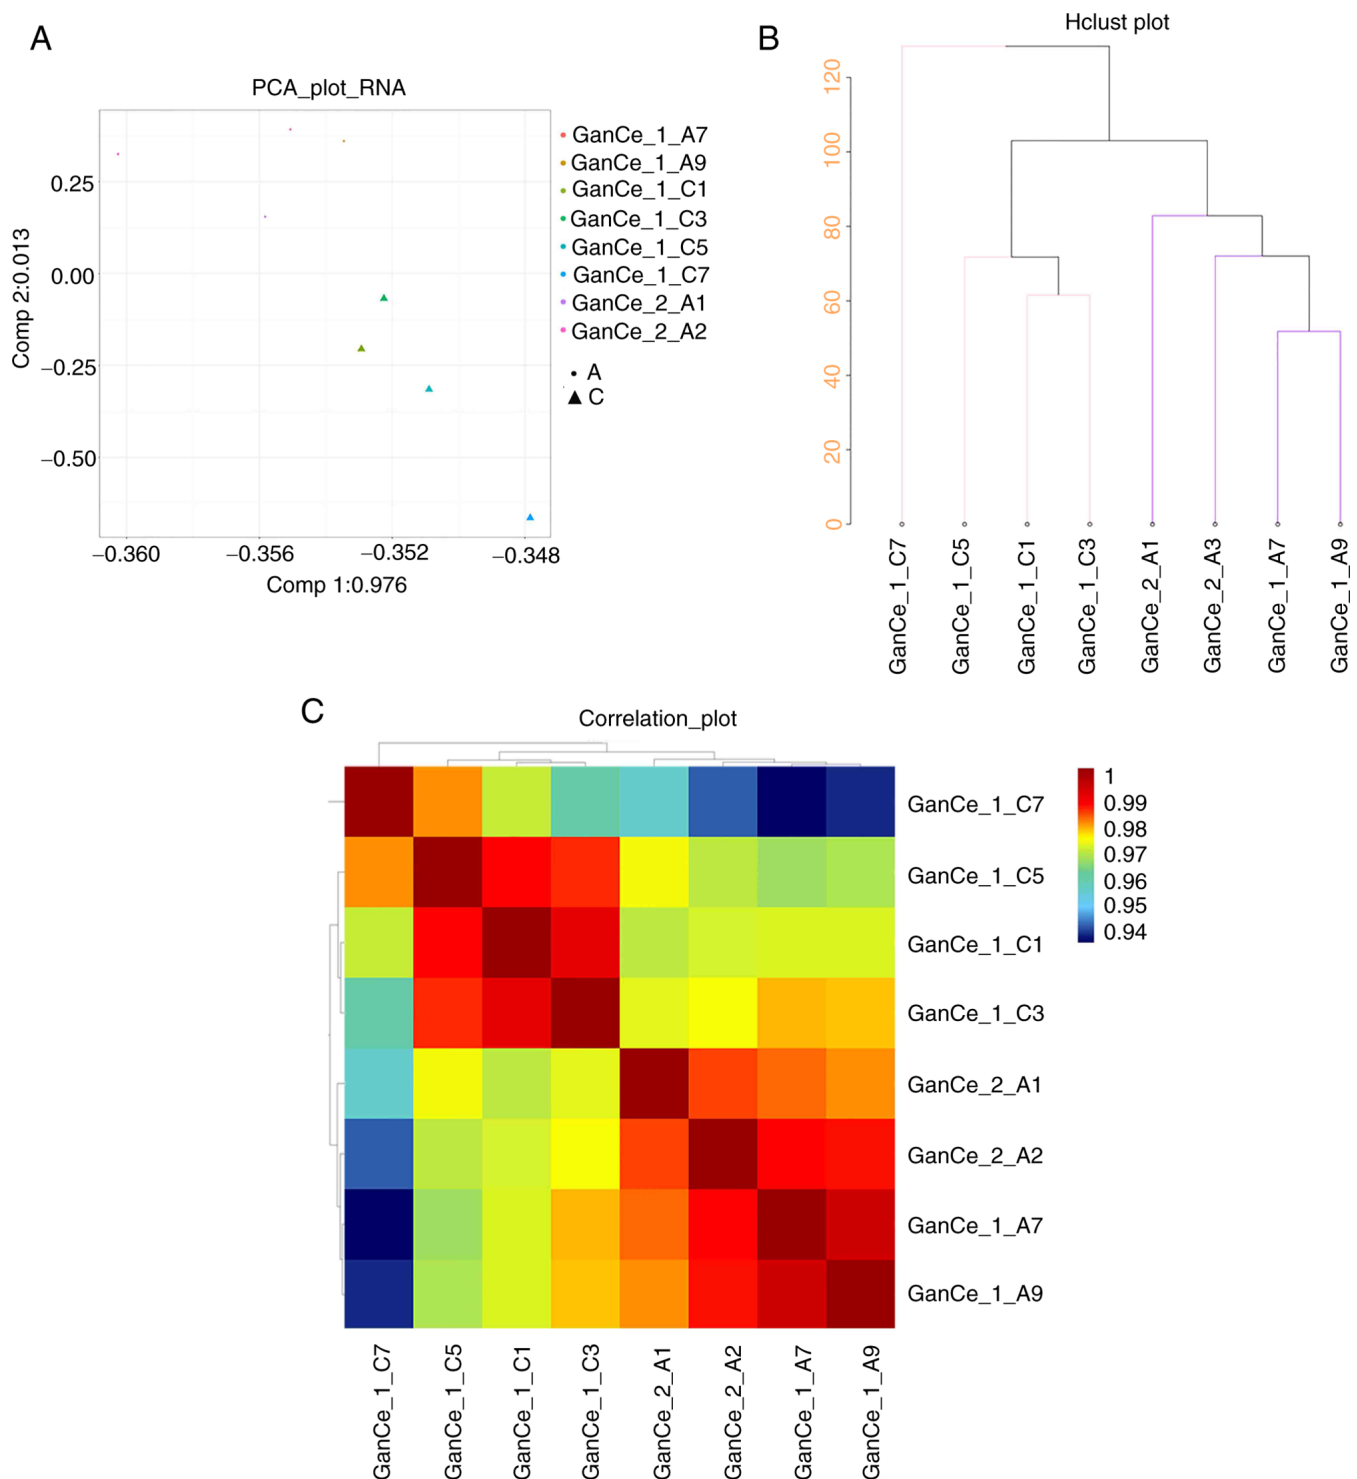 A
PCA_plot_RNA
0.25
0.00
−0.25
−0.50
Comp 2:0.013
−0.360
−0.356
−0.352
−0.348
Comp 1:0.976
GanCe_1_A7
GanCe_1_A9
GanCe_1_C1
GanCe_1_C3
GanCe_1_C5
GanCe_1_C7
GanCe_2_A1
GanCe_2_A2
A
C
B
Hclust plot
120
100
80
60
40
20
0
GanCe_1_C7
GanCe_1_C5
GanCe_1_C1
GanCe_1_C3
GanCe_2_A1
GanCe_2_A3
GanCe_1_A7
GanCe_1_A9
C
Correlation_plot
GanCe_1_C7
GanCe_1_C5
GanCe_1_C1
GanCe_1_C3
GanCe_2_A1
GanCe_2_A2
GanCe_1_A7
GanCe_1_A9
1
0.99
0.98
0.97
0.96
0.95
0.94
GanCe_1_C7
GanCe_1_C5
GanCe_1_C1
GanCe_1_C3
GanCe_2_A1
GanCe_2_A2
GanCe_1_A7
GanCe_1_A9